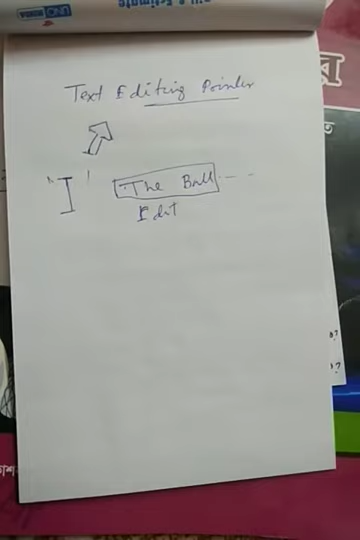 Text Editing Pointer
" I '
The Ball - - -
Edit